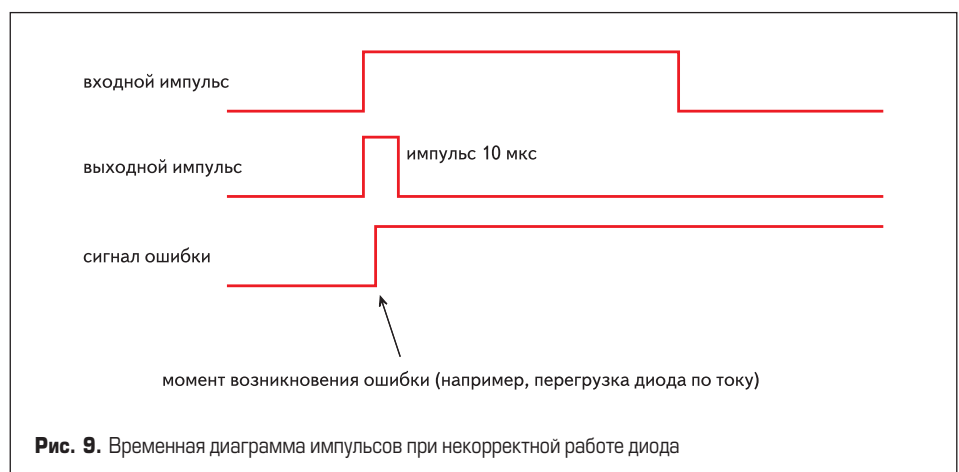 входной импульс
выходной импульс
импульс 10 мкс
сигнал ошибки
момент возникновения ошибки (например, перегрузка диода по току)
Рис. 9. Временная диаграмма импульсов при некорректной работе диода